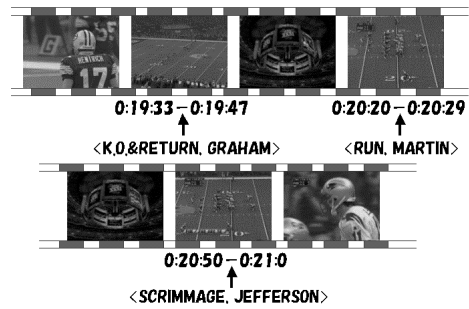 HENTRICH
17
0:19:33-0:19:47
0:20:20-0:20:29
<K.O.&RETURN, GRAHAM>
<RUN, MARTIN>
0:20:50-0:21:0
<SCRIMMAGE, JEFFERSON>